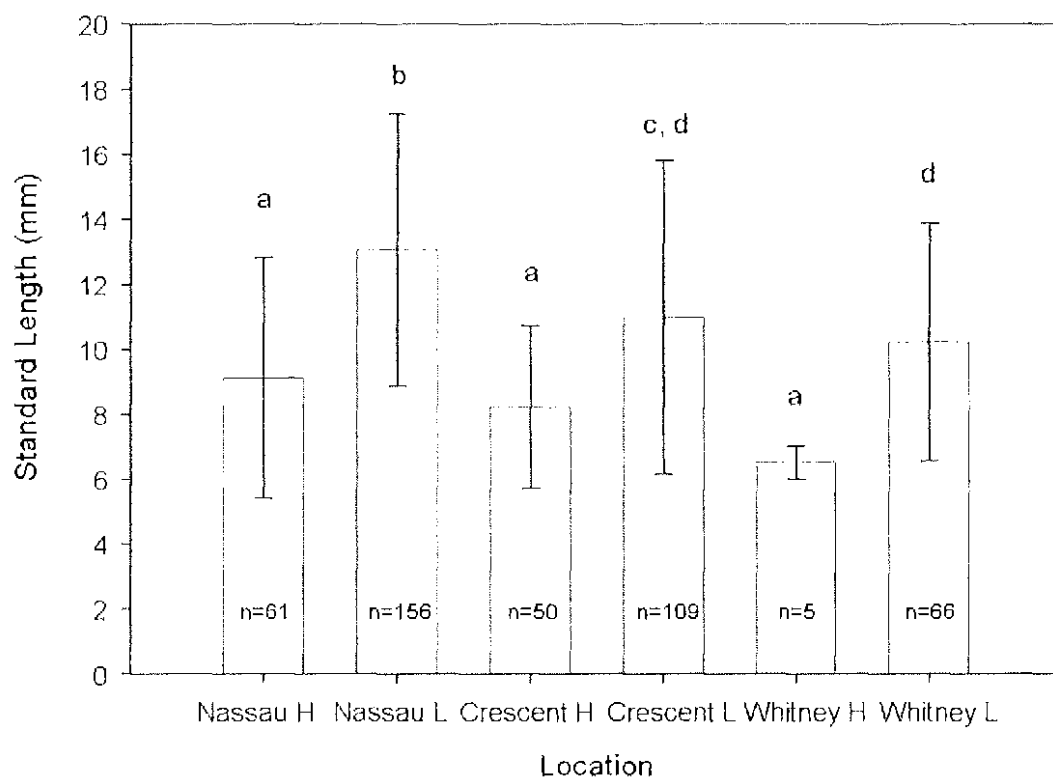 20
18
16
14
12
10
8
6
4
2
0
Standard Length (mm)
a
b
a
c, d
a
d
n=61
n=156
n=50
n=109
n=5
n=66
Nassau H
Nassau L
Crescent H
Crescent L
Whitney H
Whitney L
Location